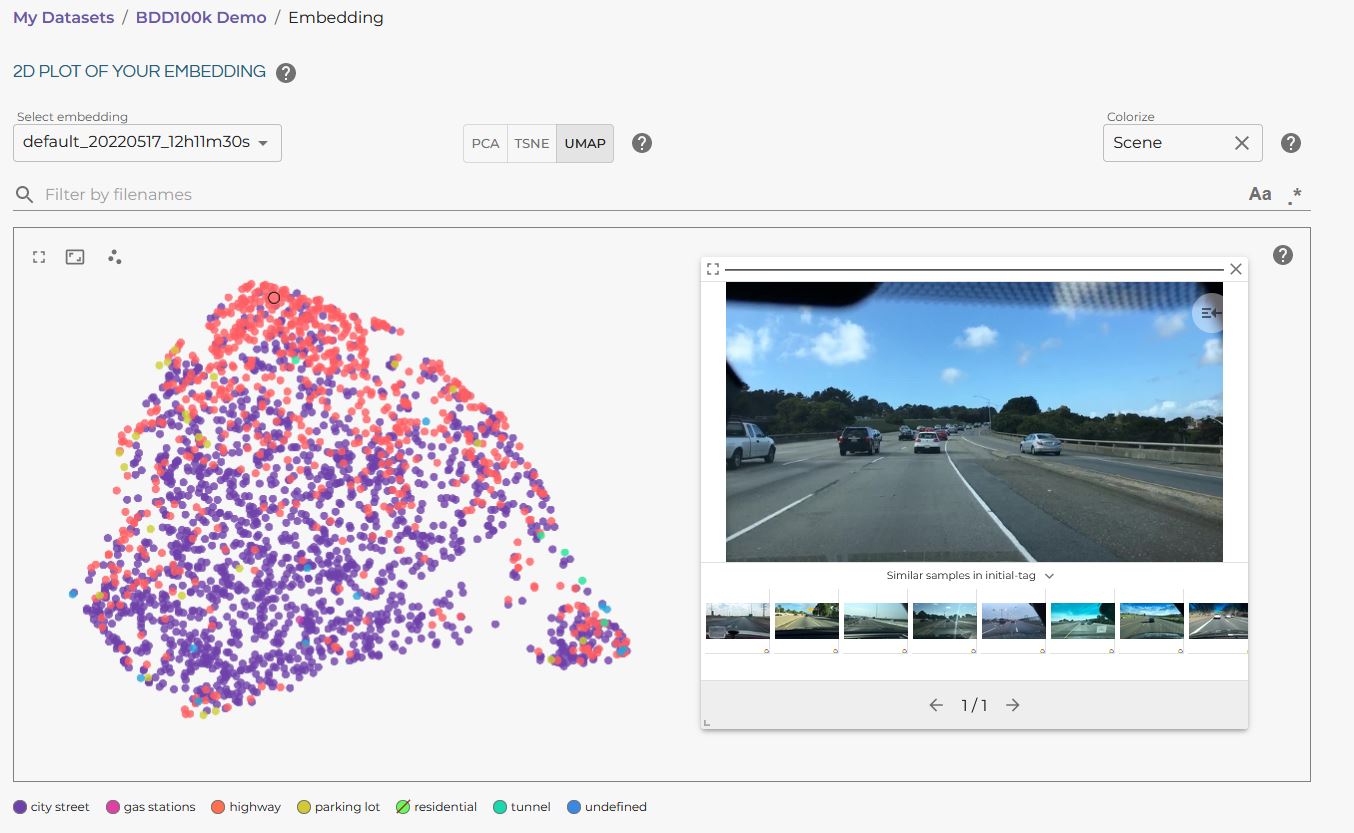 My Datasets / BDD100k Demo / Embedding
2D PLOT OF YOUR EMBEDDING ?
Select embedding
default_20220517_12h11m30s
PCA TSNE UMAP ?
Colorize
Scene ?
Filter by filenames
Aa .*
?
Similar samples in initial-tag
1 / 1
city street gas stations highway parking lot residential tunnel undefined